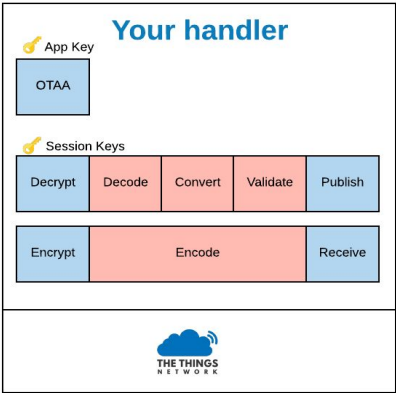 Your handler
App Key
OTAA
Session Keys
Decrypt Decode Convert Validate Publish
Encrypt Encode Receive
THE THINGS
NETWORK